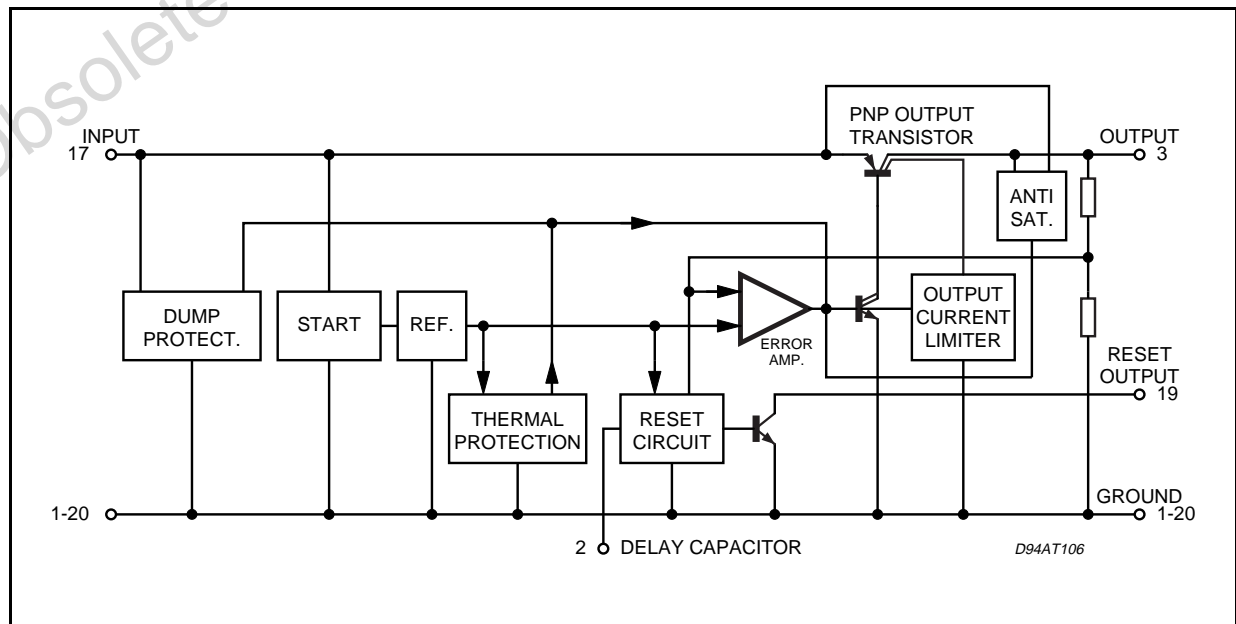 obsolete
PNP OUTPUT
TRANSISTOR
INPUT
17
OUTPUT
3
ANTI
SAT.
DUMP
PROTECT.
START
REF.
ERROR
AMP.
OUTPUT
CURRENT
LIMITER
RESET
OUTPUT
19
THERMAL
PROTECTION
RESET
CIRCUIT
1-20
GROUND
1-20
2
DELAY CAPACITOR
D94AT106